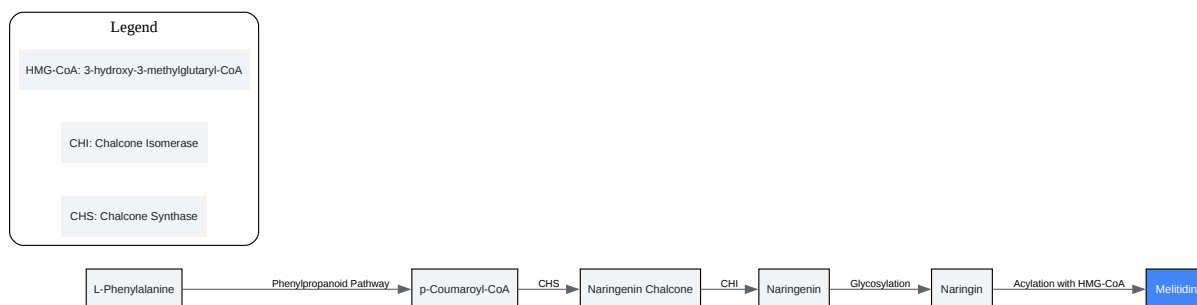 Legend
HMG-CoA: 3-hydroxy-3-methylglutaryl-CoA
CHI: Chalcone Isomerase
CHS: Chalcone Synthase
L-Phenylalanine
Phenylpropanoid Pathway
p-Coumaroyl-CoA
CHS
Naringenin Chalcone
CHI
Naringenin
Glycosylation
Naringin
Acylation with HMG-CoA
Melitidin